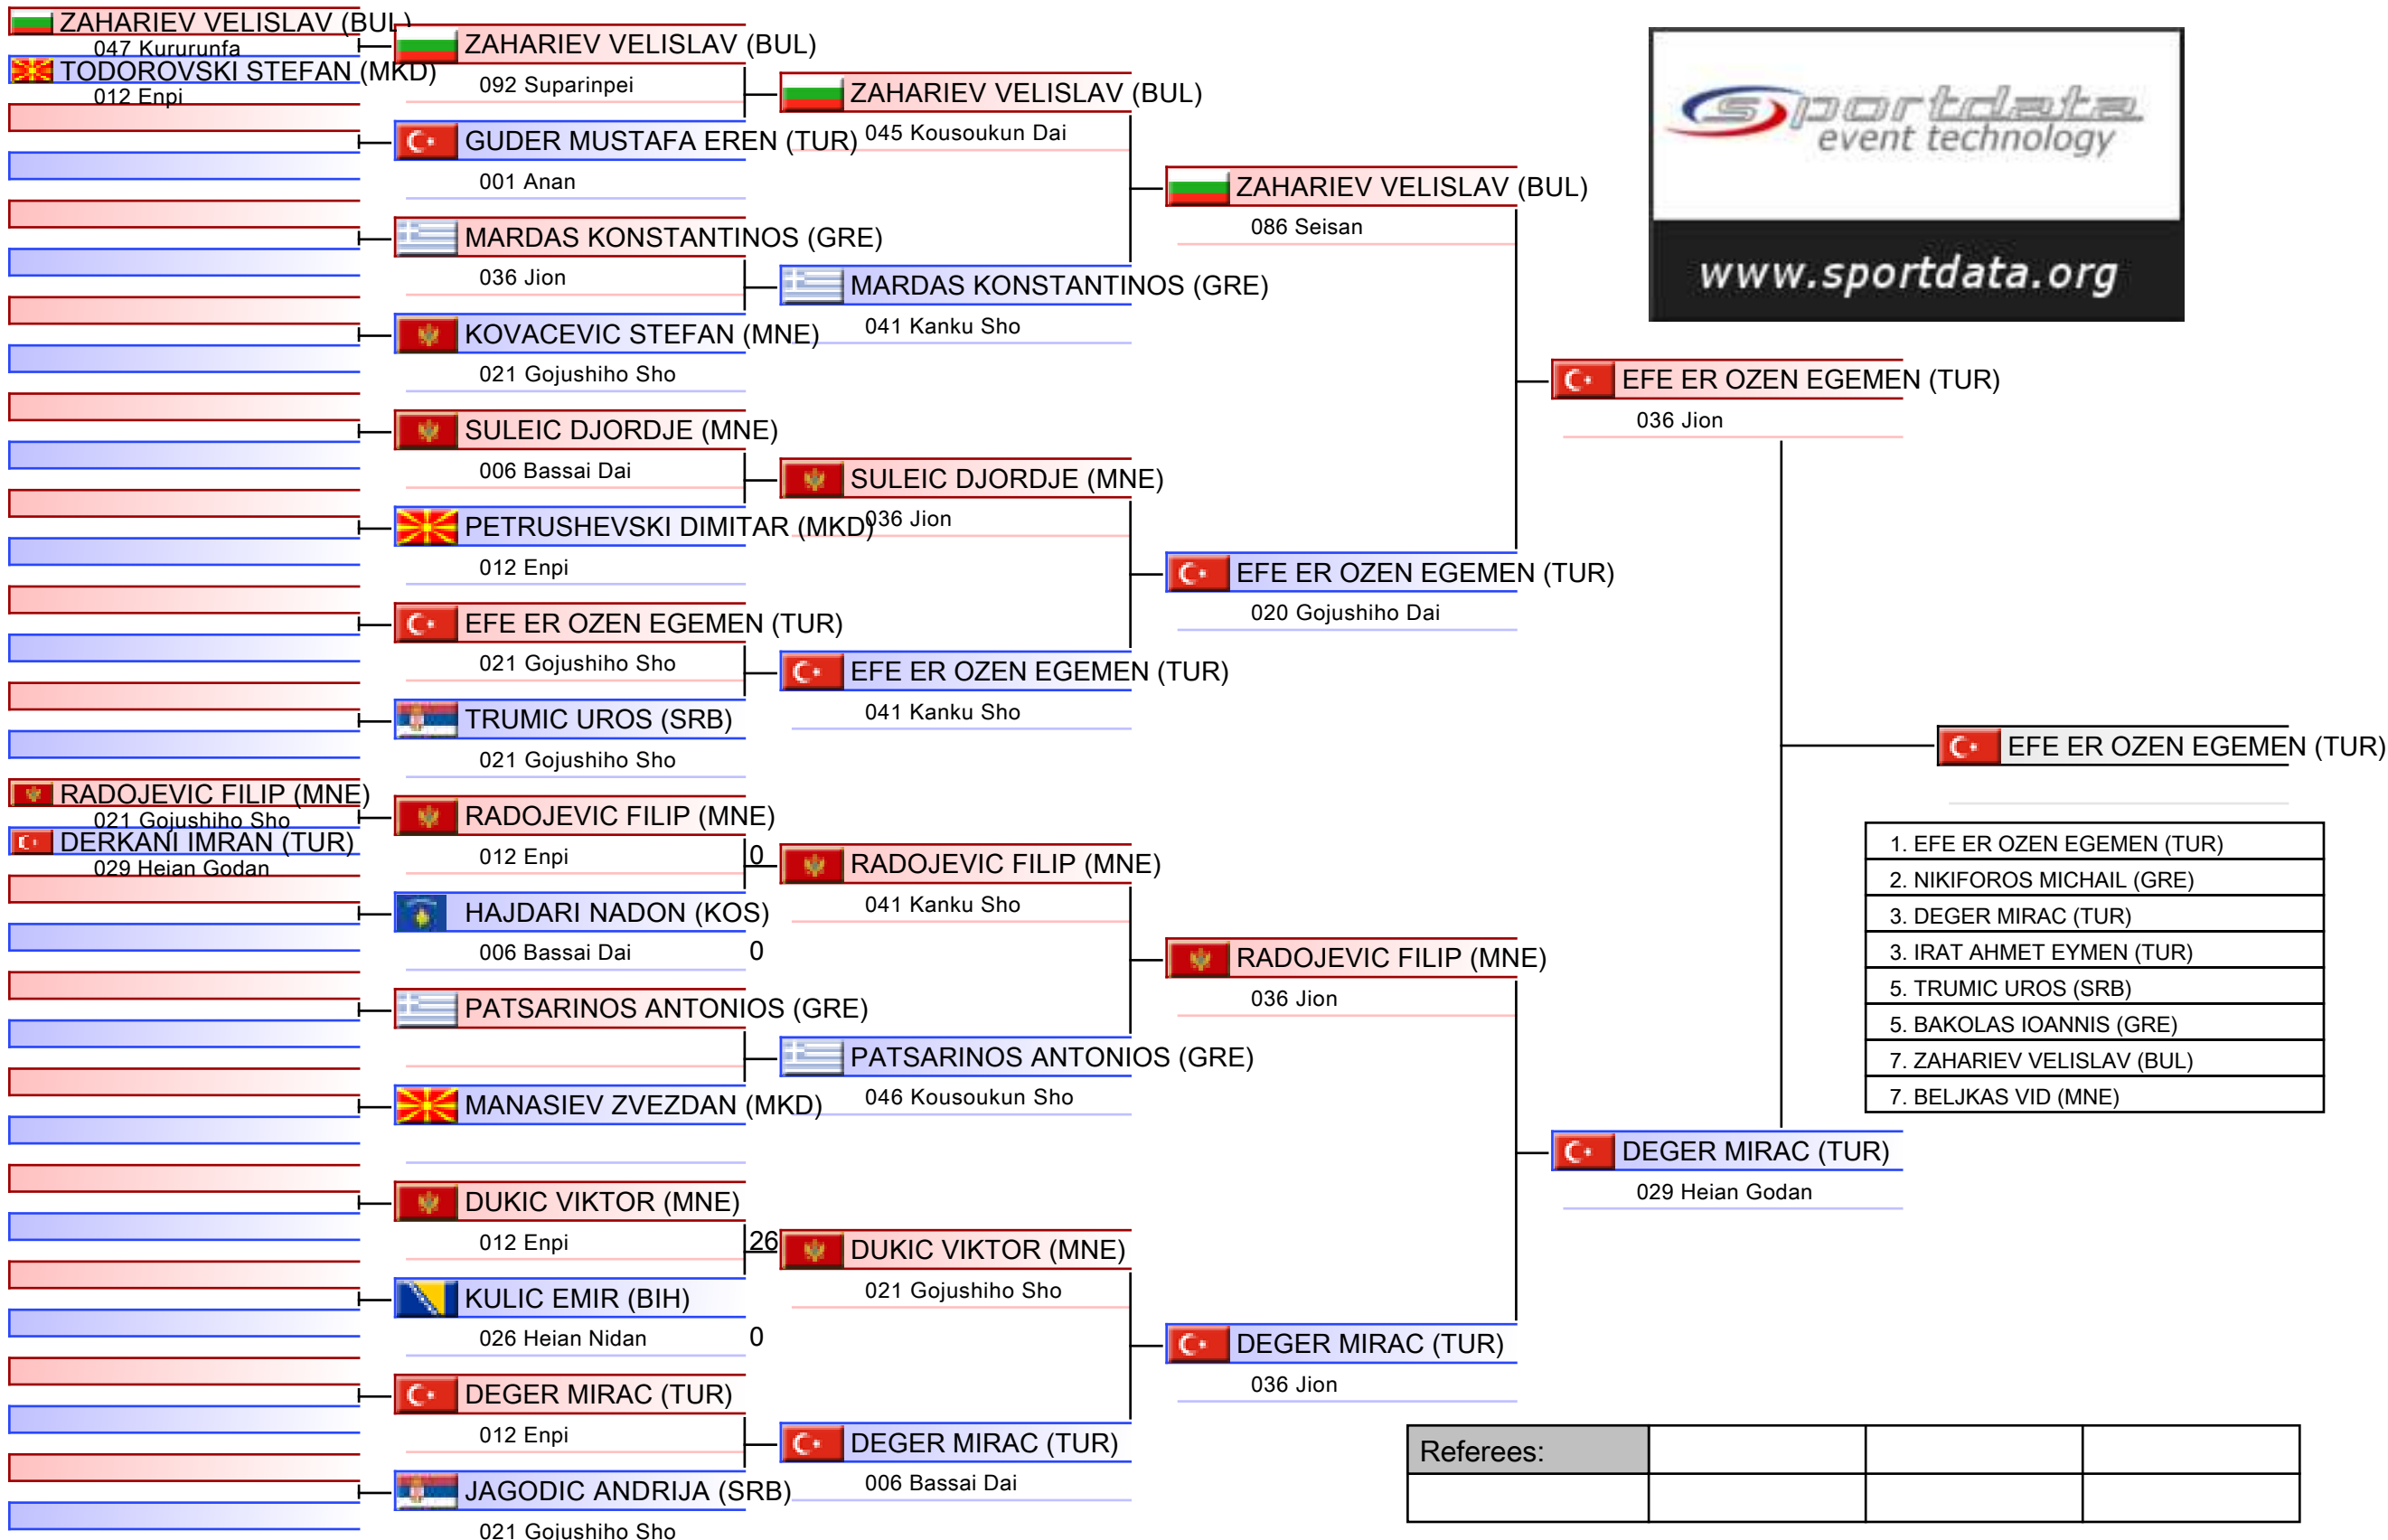 ZAHARIEV VELISLAV (BUL)
047 Kururunfa
TODOROVSKI STEFAN (MKD)
012 Enpi
RADOJEVIC FILIP (MNE)
021 Gojushiho Sho
DERKANI IMRAN (TUR)
029 Heian Godan
ZAHARIEV VELISLAV (BUL)
092 Suparinpei
GUDER MUSTAFA EREN (TUR)
001 Anan
MARDAS KONSTANTINOS (GRE)
036 Jion
KOVACEVIC STEFAN (MNE)
021 Gojushiho Sho
SULEIC DJORDJE (MNE)
006 Bassai Dai
PETRUSHEVSKI DIMITAR (MKD)
012 Enpi
EFE ER OZEN EGEMEN (TUR)
021 Gojushiho Sho
TRUMIC UROS (SRB)
021 Gojushiho Sho
RADOJEVIC FILIP (MNE)
012 Enpi
0
HAJDARI NADON (KOS)
006 Bassai Dai
0
PATSARINOS ANTONIOS (GRE)
MANASIEV ZVEZDAN (MKD)
DUKIC VIKTOR (MNE)
012 Enpi
26
KULIC EMIR (BIH)
026 Heian Nidan
0
DEGER MIRAC (TUR)
012 Enpi
JAGODIC ANDRIJA (SRB)
021 Gojushiho Sho
ZAHARIEV VELISLAV (BUL)
045 Kousoukun Dai
MARDAS KONSTANTINOS (GRE)
041 Kanku Sho
SULEIC DJORDJE (MNE)
036 Jion
EFE ER OZEN EGEMEN (TUR)
041 Kanku Sho
RADOJEVIC FILIP (MNE)
041 Kanku Sho
PATSARINOS ANTONIOS (GRE)
046 Kousoukun Sho
DUKIC VIKTOR (MNE)
021 Gojushiho Sho
DEGER MIRAC (TUR)
006 Bassai Dai
ZAHARIEV VELISLAV (BUL)
086 Seisan
EFE ER OZEN EGEMEN (TUR)
020 Gojushiho Dai
RADOJEVIC FILIP (MNE)
036 Jion
DEGER MIRAC (TUR)
036 Jion
EFE ER OZEN EGEMEN (TUR)
036 Jion
DEGER MIRAC (TUR)
029 Heian Godan
EFE ER OZEN EGEMEN (TUR)
sportdata
event technology
www.sportdata.org
1. EFE ER OZEN EGEMEN (TUR)
2. NIKIFOROS MICHAIL (GRE)
3. DEGER MIRAC (TUR)
3. IRAT AHMET EYMEN (TUR)
5. TRUMIC UROS (SRB)
5. BAKOLAS IOANNIS (GRE)
7. ZAHARIEV VELISLAV (BUL)
7. BELJKAS VID (MNE)
Referees: